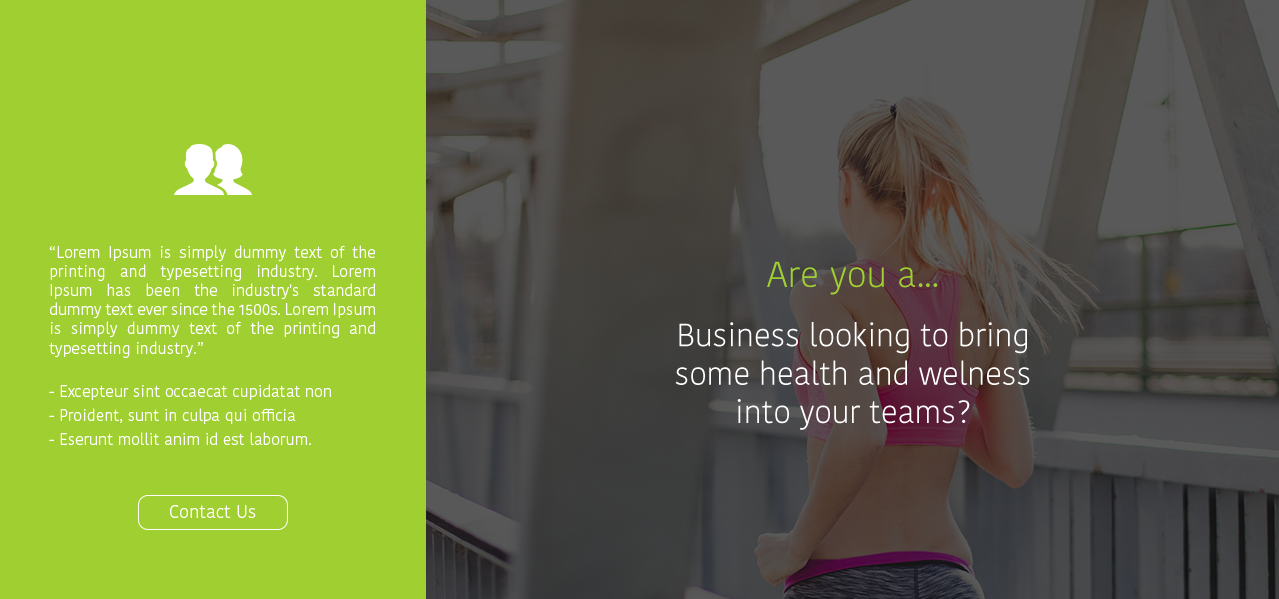 “Lorem Ipsum is simply dummy text of the
printing and typesetting industry. Lorem
Ipsum has been the industry's standard
dummy text ever since the 1500s. Lorem Ipsum
is simply dummy text of the printing and
typesetting industry.”
- Excepteur sint occaecat cupidatat non
- Proident, sunt in culpa qui officia
- Eserunt mollit anim id est laborum.
Contact Us
Are you a...
Business looking to bring
some health and welness
into your teams?